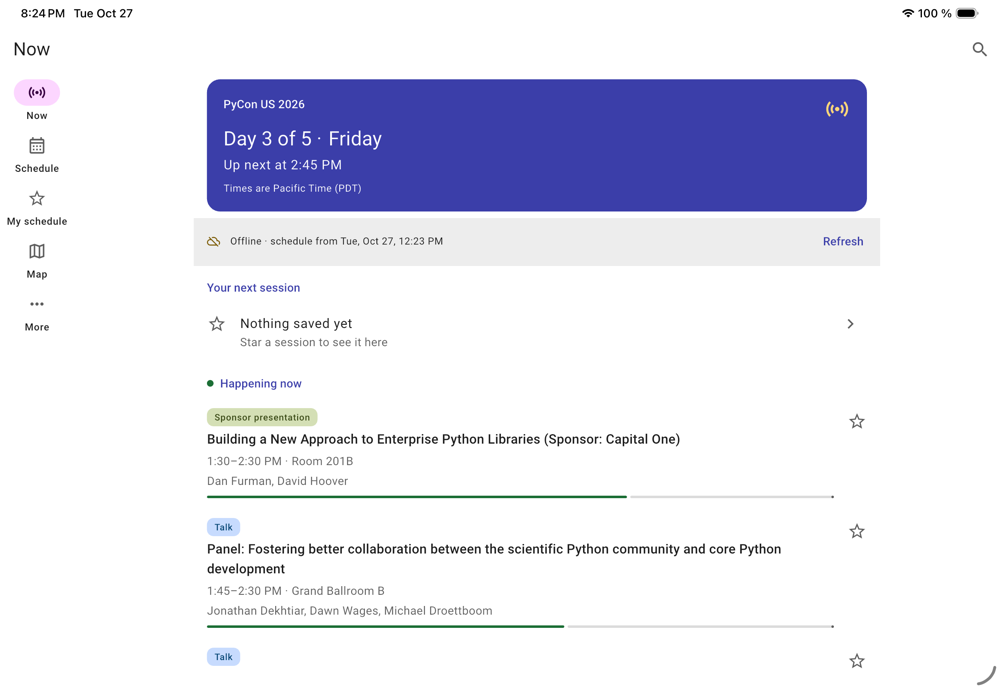 8:24 PM Tue Oct 27
100 %
Now
Now
Schedule
My schedule
Map
More
PyCon US 2026
Day 3 of 5 · Friday
Up next at 2:45 PM
Times are Pacific Time (PDT)
Offline · schedule from Tue, Oct 27, 12:23 PM
Refresh
Your next session
Nothing saved yet
Star a session to see it here
Happening now
Sponsor presentation
Building a New Approach to Enterprise Python Libraries (Sponsor: Capital One)
1:30–2:30 PM · Room 201B
Dan Furman, David Hoover
Talk
Panel: Fostering better collaboration between the scientific Python community and core Python
development
1:45–2:30 PM · Grand Ballroom B
Jonathan Dekhtiar, Dawn Wages, Michael Droettboom
Talk